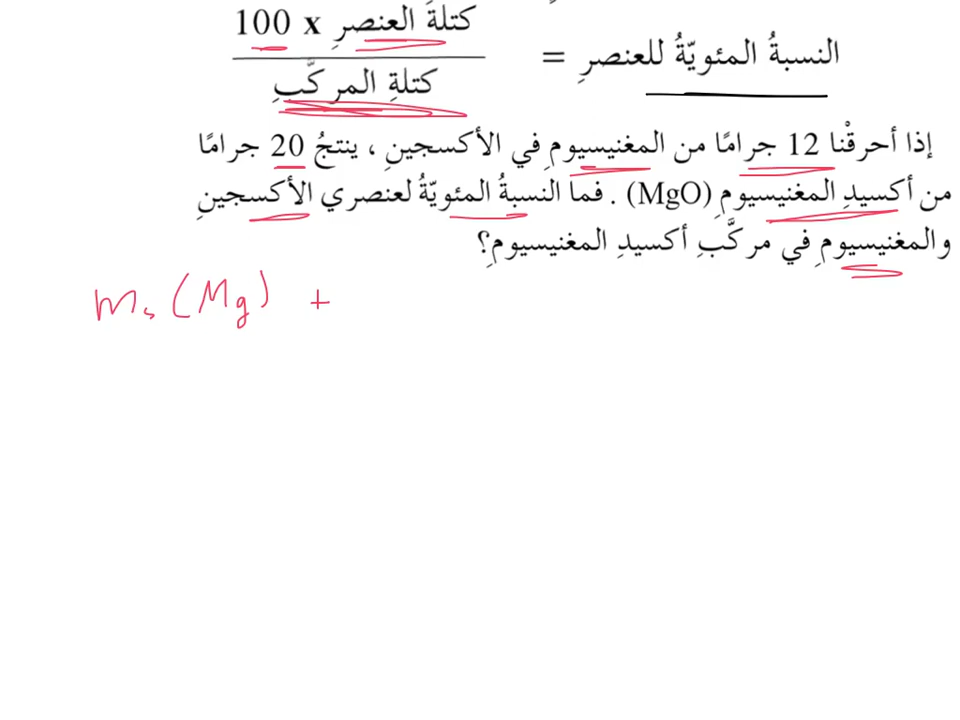 النسبةُ المئويّةُ للعنصرِ = كتلةُ العنصرِ x 100
كتلةِ المركَّبِ
إذا أحرقْنا 12 جرامًا من المغنيسيومِ في الأكسجينِ ، ينتجُ 20 جرامًا
من أكسيدِ المغنيسيومِ (MgO) . فما النسبةُ المئويّةُ لعنصري الأكسجينِ
والمغنيسيومِ في مركَّبِ أكسيدِ المغنيسيومِ؟
ms (Mg) +